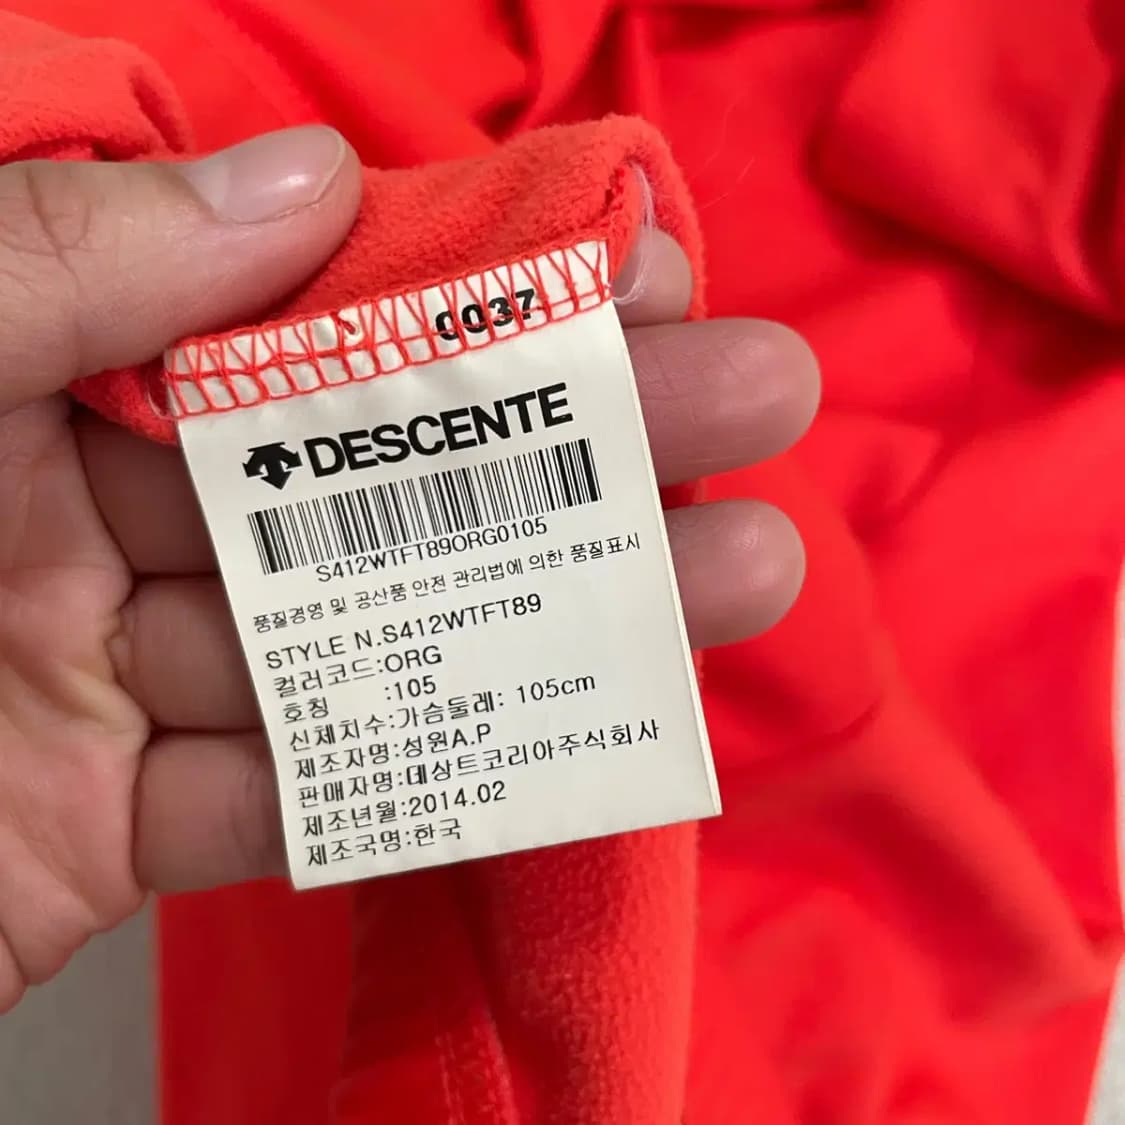 0037
DESCENTE
S412WTFT89ORG0105
품질경영 및 공산품 안전 관리법에 의한 품질표시
STYLE N.S412WTFT89
컬러코드:ORG
호칭 :105
신체치수:가슴둘레: 105cm
제조자명:성원A.P
판매자명:데상트코리아주식회사
제조년월:2014.02
제조국명:한국